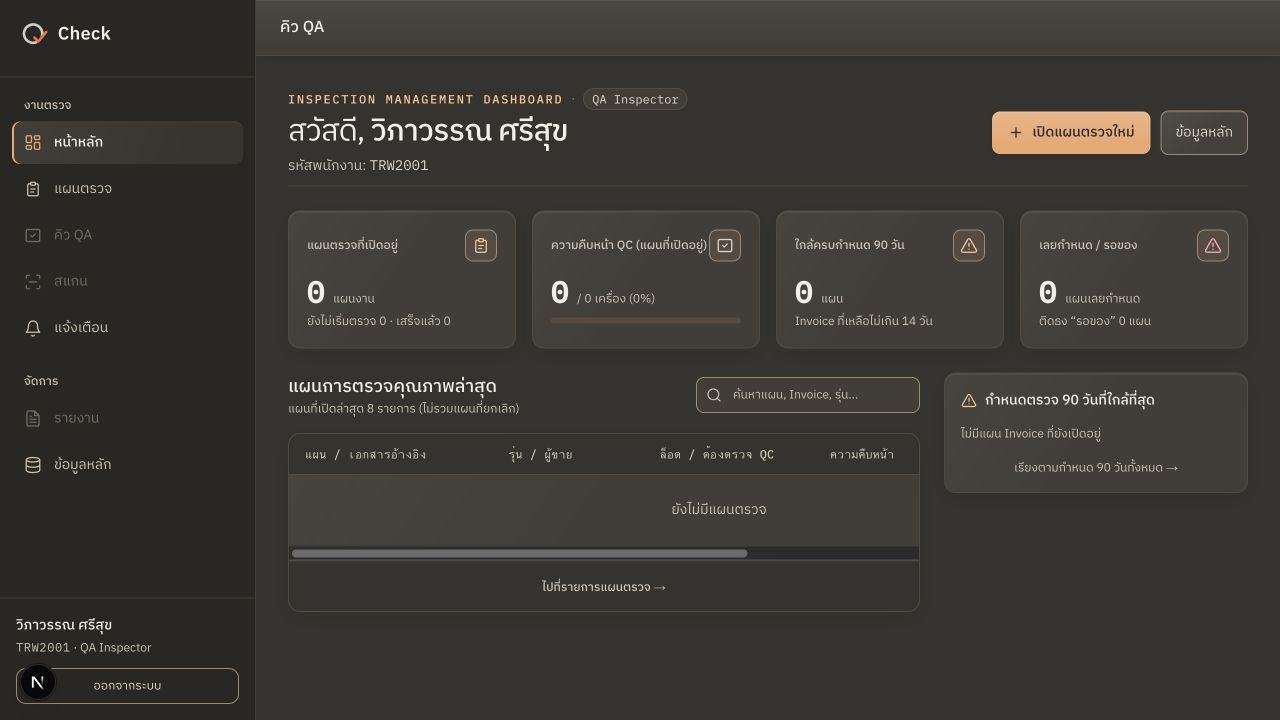 Check
งานตรวจ
หน้าหลัก
แผนตรวจ
คิว QA
สแกน
แจ้งเตือน
จัดการ
รายงาน
ข้อมูลหลัก
วิภาวรรณ ศรีสุข
TRW2001 · QA Inspector
N
ออกจากระบบ
คิว QA
INSPECTION MANAGEMENT DASHBOARD · QA Inspector
สวัสดี, วิภาวรรณ ศรีสุข
รหัสพนักงาน: TRW2001
+ เปิดแผนตรวจใหม่
ข้อมูลหลัก
แผนตรวจที่เปิดอยู่
0 แผนงาน
ยังไม่เริ่มตรวจ 0 · เสร็จแล้ว 0
ความคืบหน้า QC (แผนที่เปิดอยู่)
0 / 0 เครื่อง (0%)
ใกล้ครบกำหนด 90 วัน
0 แผน
Invoice ที่เหลือไม่เกิน 14 วัน
เลยกำหนด / รอของ
0 แผนเลยกำหนด
ติดธง “รอของ” 0 แผน
แผนการตรวจคุณภาพล่าสุด
แผนที่เปิดล่าสุด 8 รายการ (ไม่รวมแผนที่ยกเลิก)
ค้นหาแผน, Invoice, รุ่น...
แผน / เอกสารอ้างอิง รุ่น / ผู้ขาย ล็อต / ต้องตรวจ QC ความคืบหน้า
ยังไม่มีแผนตรวจ
ไปที่รายการแผนตรวจ →
กำหนดตรวจ 90 วันที่ใกล้ที่สุด
ไม่มีแผน Invoice ที่ยังเปิดอยู่
เรียงตามกำหนด 90 วันทั้งหมด →